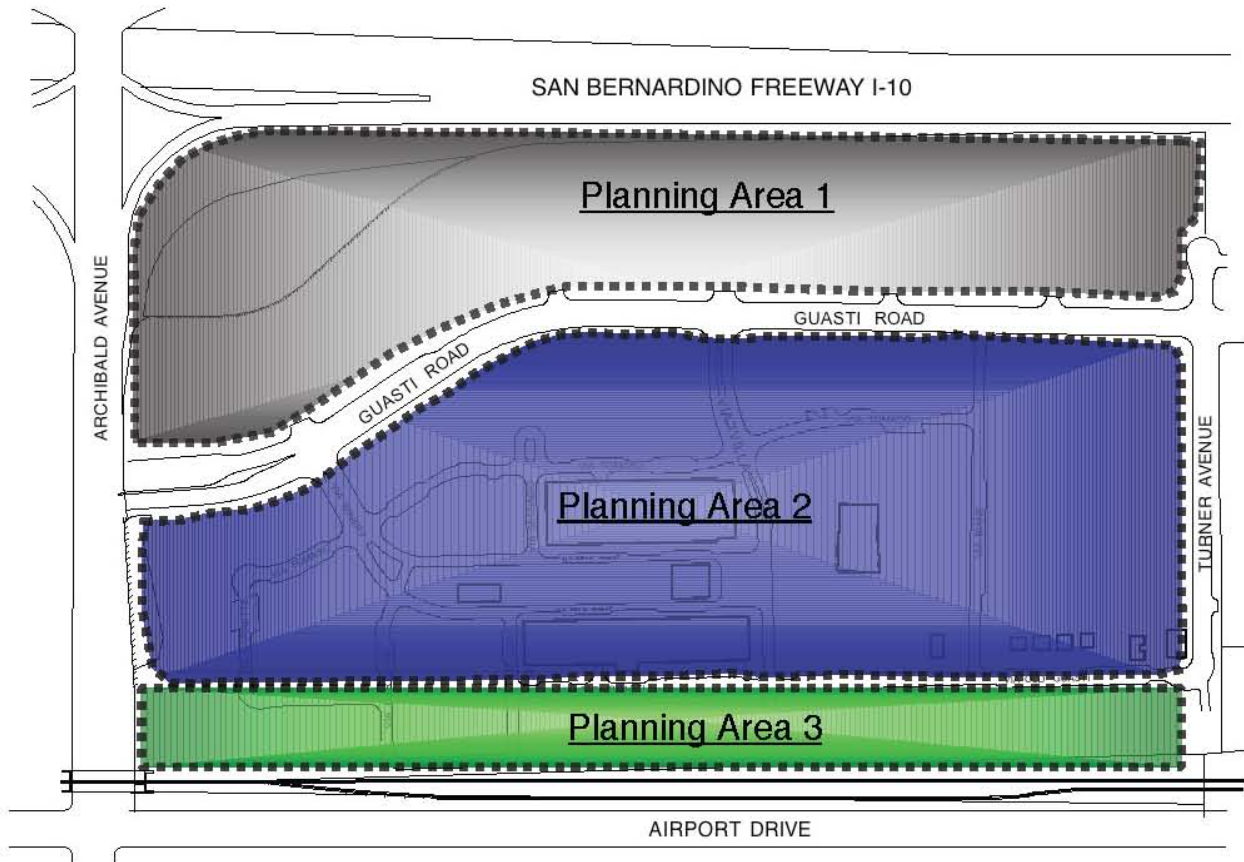 SAN BERNARDINO FREEWAY I-10
Planning Area 1
ARCHIBALD AVENUE
GUASTI ROAD
GUASTI ROAD
Planning Area 2
TURNER AVENUE
Planning Area 3
AIRPORT DRIVE